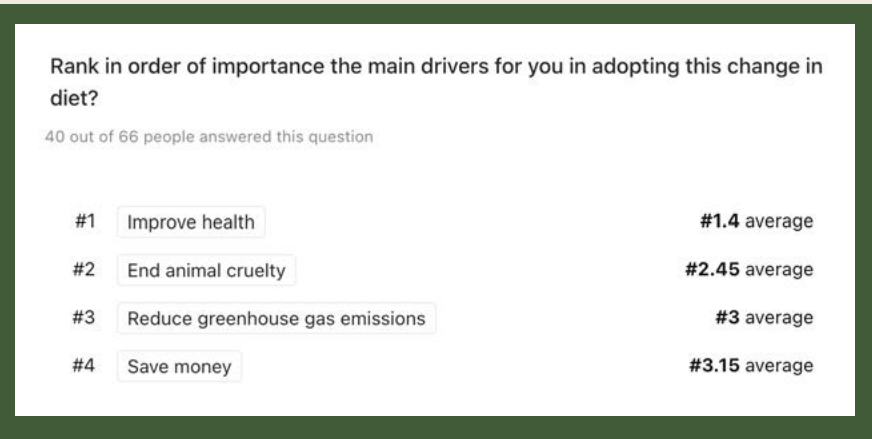 Rank in order of importance the main drivers for you in adopting this change in
diet?
40 out of 66 people answered this question
#1 Improve health #1.4 average
#2 End animal cruelty #2.45 average
#3 Reduce greenhouse gas emissions #3 average
#4 Save money #3.15 average